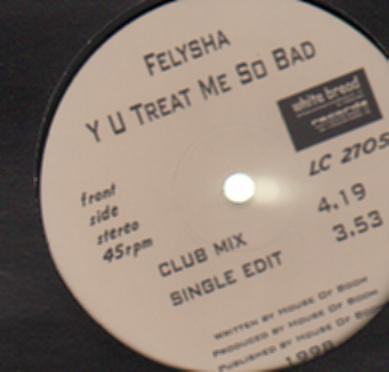 FELYSHA
Y U TREAT ME SO BAD
white bread
LC 2705
front
side
stereo
45rpm
CLUB MIX 4.19
SINGLE EDIT 3.53
WRITTEN BY HOUSE OF BOOM
PRODUCED BY HOUSE OF BOOM
PUBLISHED BY HOUSE OF
1998